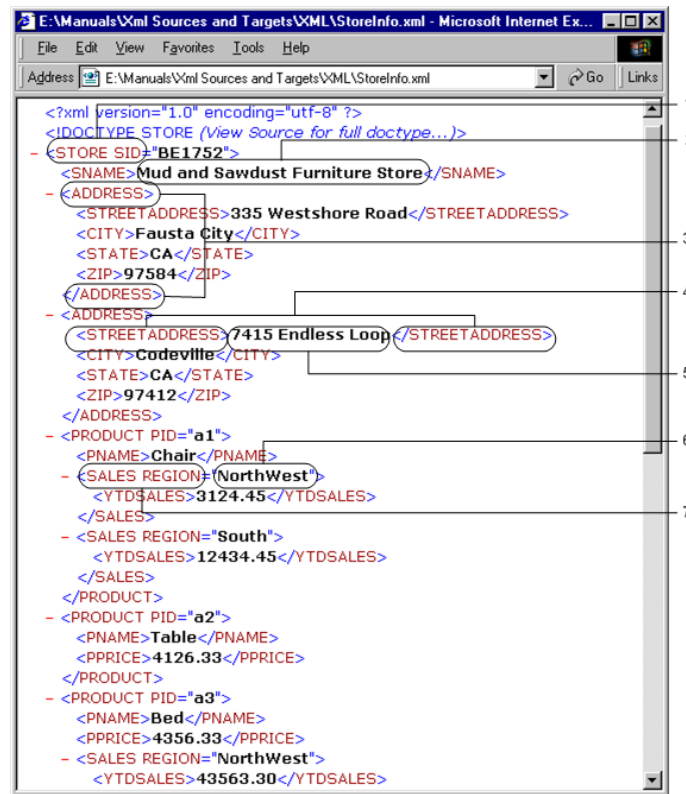 E:\Manuals\Xml Sources and Targets\XML\StoreInfo.xml - Microsoft Internet Ex...
File Edit View Favorites Tools Help
Address E:\Manuals\Xml Sources and Targets\XML\StoreInfo.xml Go Links
<?xml version="1.0" encoding="utf-8" ?>
<!DOCTYPE STORE (View Source for full doctype...)>
- <STORE SID="BE1752">
<SNAME>Mud and Sawdust Furniture Store</SNAME>
- <ADDRESS>
<STREETADDRESS>335 Westshore Road</STREETADDRESS>
<CITY>Fausta City</CITY>
3
<STATE>CA</STATE>
<ZIP>97584</ZIP>
</ADDRESS>
4
- <ADDRESS>
<STREETADDRESS>7415 Endless Loop</STREETADDRESS>
<CITY>Codeville</CITY>
5
<STATE>CA</STATE>
<ZIP>97412</ZIP>
</ADDRESS>
- <PRODUCT PID="a1">
6
<PNAME>Chair</PNAME>
- <SALES REGION="NorthWest">
<YTDSALES>3124.45</YTDSALES>
7
</SALES>
- <SALES REGION="South">
<YTDSALES>12434.45</YTDSALES>
</SALES>
</PRODUCT>
- <PRODUCT PID="a2">
<PNAME>Table</PNAME>
<PPRICE>4126.33</PPRICE>
</PRODUCT>
- <PRODUCT PID="a3">
<PNAME>Bed</PNAME>
<PPRICE>4356.33</PPRICE>
- <SALES REGION="NorthWest">
<YTDSALES>43563.30</YTDSALES>